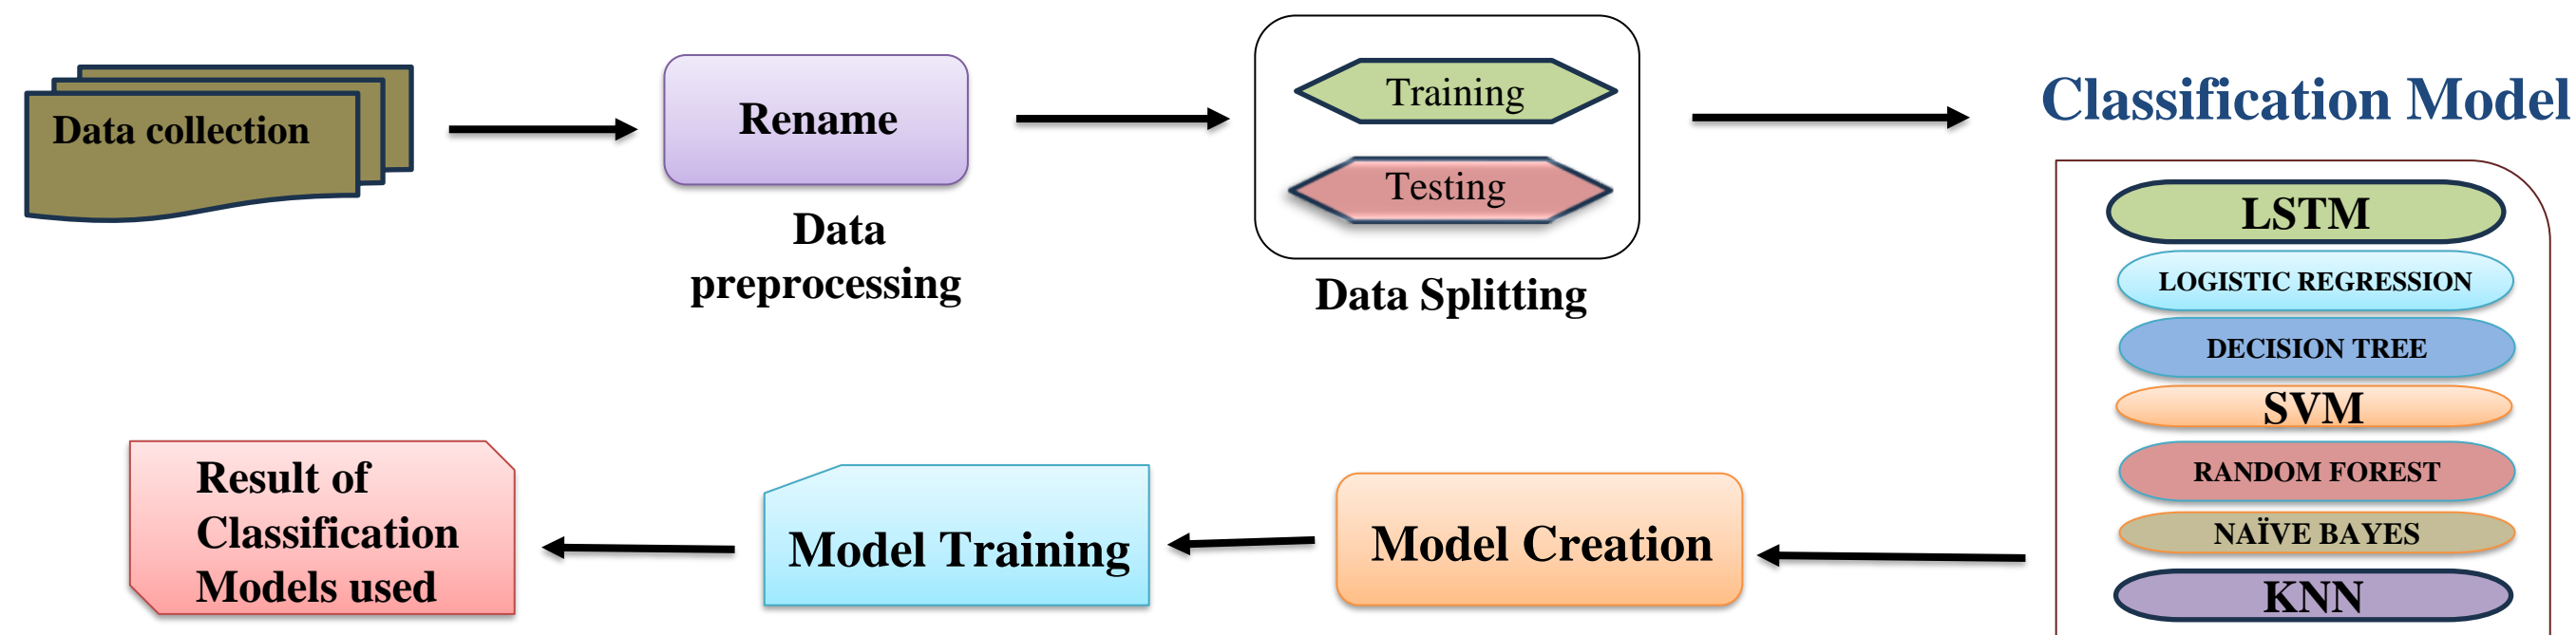 Data collection
Rename
Data
preprocessing
Training
Testing
Data Splitting
Classification Model
LSTM
LOGISTIC REGRESSION
DECISION TREE
SVM
RANDOM FOREST
NAÏVE BAYES
KNN
Model Creation
Model Training
Result of
Classification
Models used